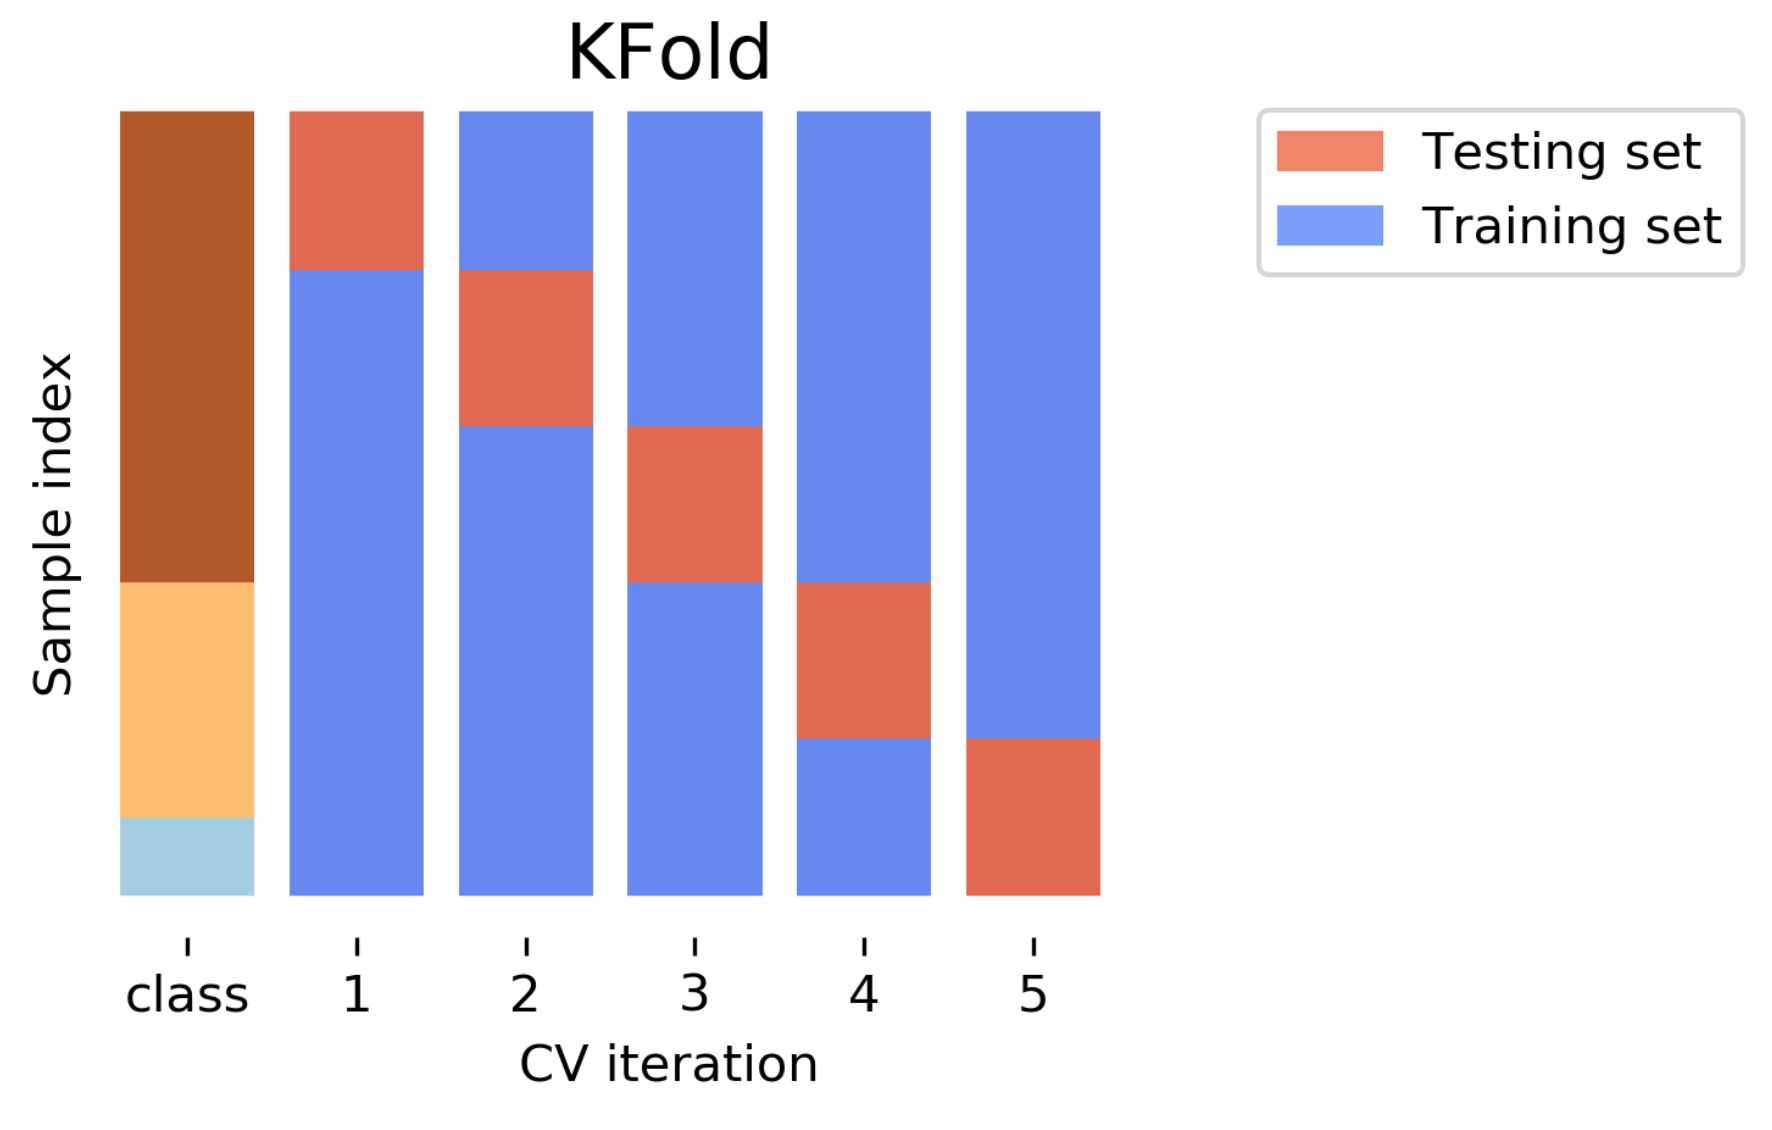 KFold
Testing set
Training set
Sample index
class 1 2 3 4 5
CV iteration